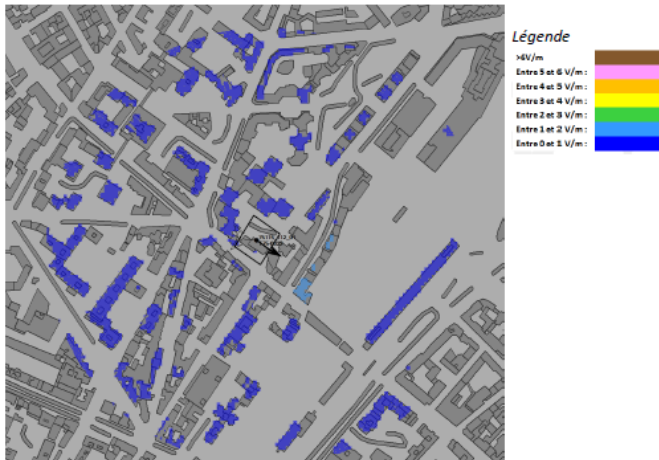 Légende
>6V/m
Entre 5 et 6 V/m :
Entre 4 et 5 V/m :
Entre 3 et 4 V/m :
Entre 2 et 3 V/m :
Entre 1 et 2 V/m :
Entre 0 et 1 V/m :